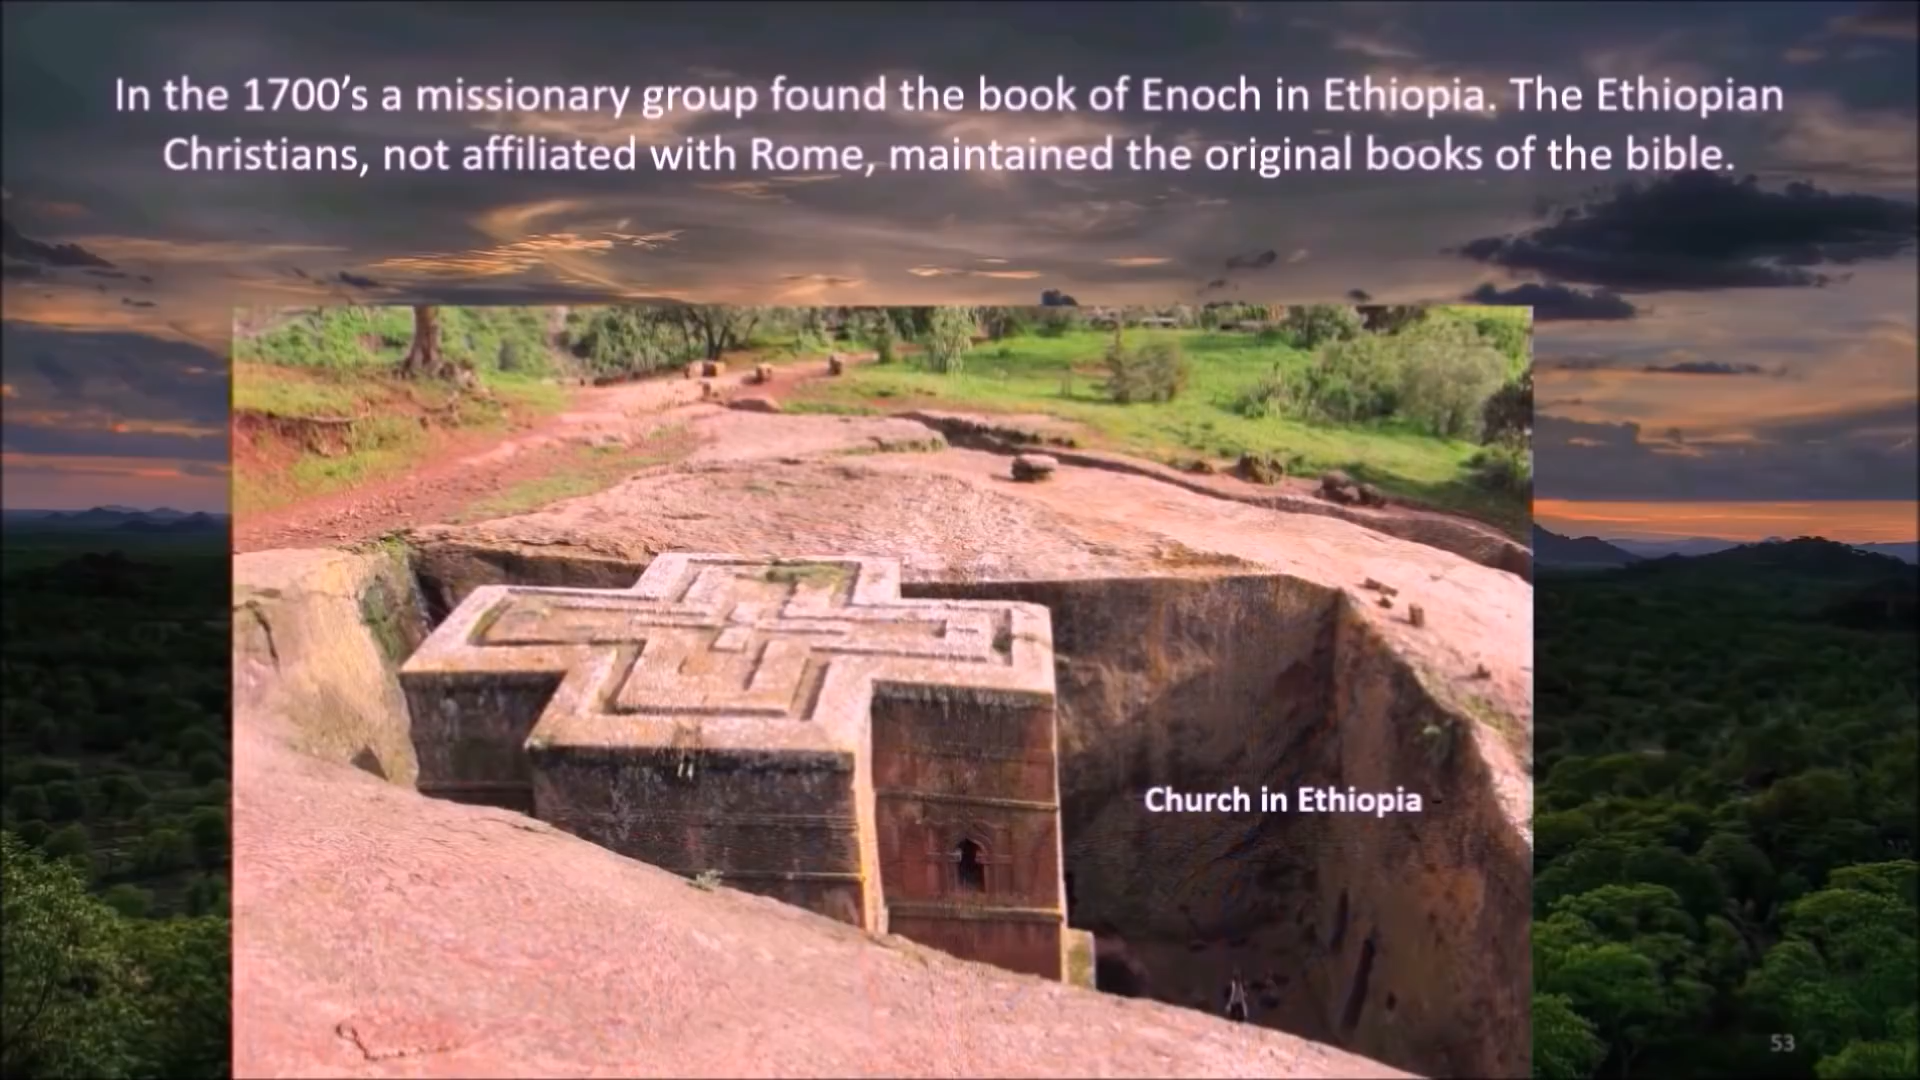 In the 1700’s a missionary group found the book of Enoch in Ethiopia. The Ethiopian
Christians, not affiliated with Rome, maintained the original books of the bible.
Church in Ethiopia
53